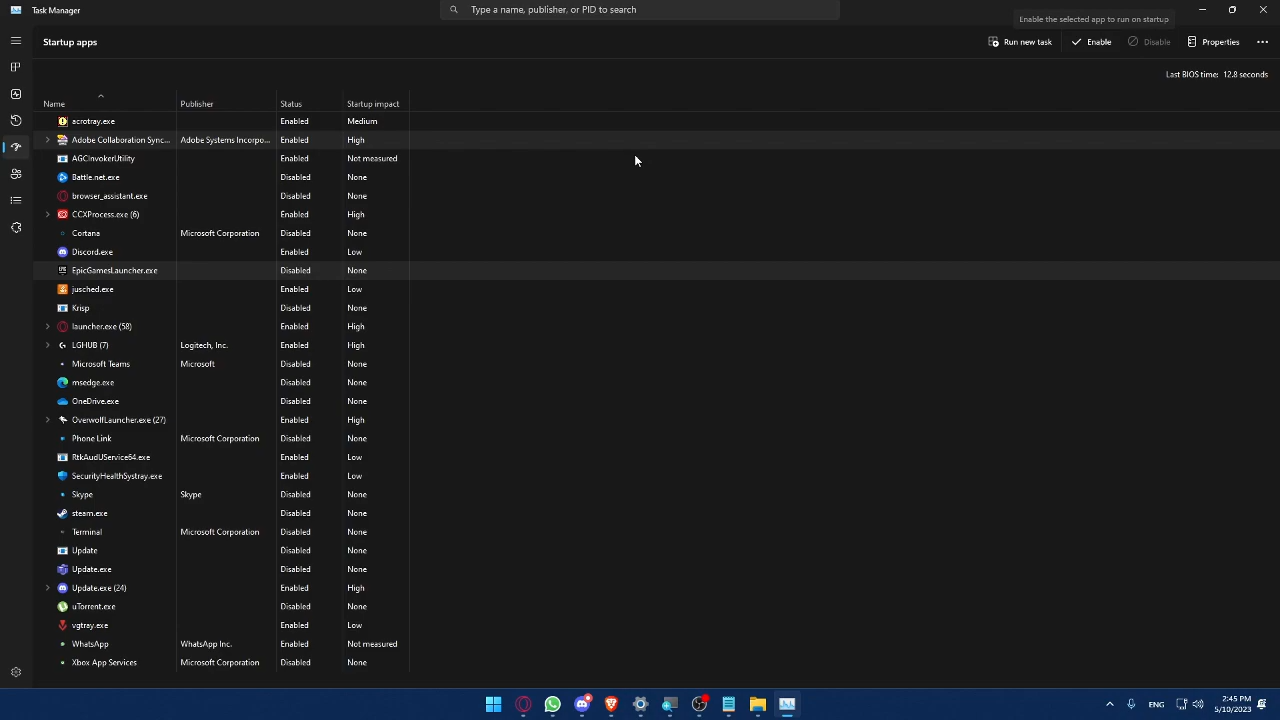 Task Manager
Type a name, publisher, or PID to search
Enable the selected app to run on startup
Startup apps
Run new task Enable Disable Properties
Last BIOS time: 12.8 seconds
Name Publisher Status Startup impact
acrotray.exe Enabled Medium
Adobe Collaboration Sync... Adobe Systems Incorpo... Enabled High
AGCInvokerUtility Enabled Not measured
Battle.net.exe Disabled None
browser_assistant.exe Disabled None
CCXProcess.exe (6) Enabled High
Cortana Microsoft Corporation Disabled None
Discord.exe Enabled Low
EpicGamesLauncher.exe Disabled None
jusched.exe Enabled Low
Krisp Disabled None
launcher.exe (58) Enabled High
LGHUB (7) Logitech, Inc. Enabled High
Microsoft Teams Microsoft Disabled None
msedge.exe Disabled None
OneDrive.exe Disabled None
OverwolfLauncher.exe (27) Enabled High
Phone Link Microsoft Corporation Disabled None
RtkAudUService64.exe Enabled Low
SecurityHealthSystray.exe Enabled Low
Skype Skype Disabled None
steam.exe Disabled None
Terminal Microsoft Corporation Disabled None
Update Disabled None
Update.exe Disabled None
Update.exe (24) Enabled High
uTorrent.exe Disabled None
vgtray.exe Enabled Low
WhatsApp WhatsApp Inc. Enabled Not measured
Xbox App Services Microsoft Corporation Disabled None
ENG
2:45 PM
5/10/2023